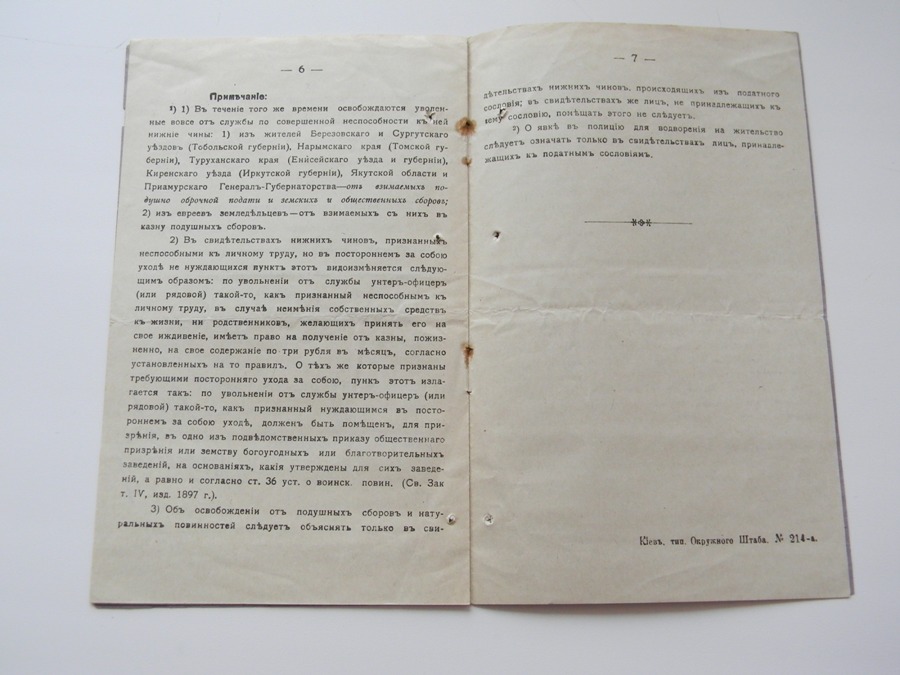 — 6 —
Примѣчаніе:
¹) 1) Въ теченіе того же времени освобождаются уволен-
ные вовсе отъ службы по совершенной неспособности къ ней
нижніе чины: 1) изъ жителей Березовскаго и Сургутскаго
уѣздовъ (Тобольской губерніи), Нарымскаго края (Томской гу-
берніи), Туруханскаго края (Енисейскаго уѣзда и губерніи),
Киренскаго уѣзда (Иркутской губерніи), Якутской области и
Приамурскаго Генералъ-Губернаторства—отъ взимаемыхъ по-
душно оброчной подати и земскихъ и общественныхъ сборовъ;
2) изъ евреевъ земледѣльцевъ—отъ взимаемыхъ съ нихъ въ
казну подушныхъ сборовъ.
2) Въ свидѣтельствахъ нижнихъ чиновъ, признанныхъ
неспособными къ личному труду, но въ постороннемъ за собою
уходѣ не нуждающихся пунктъ этотъ видоизмѣняется слѣдую-
щимъ образомъ: по увольненіи отъ службы унтеръ-офицеръ
(или рядовой) такой-то, какъ признанный неспособнымъ къ
личному труду, въ случаѣ неимѣнія собственныхъ средствъ
къ жизни, ни родственниковъ, желающихъ принять его на
свое иждивеніе, имѣетъ право на полученіе отъ казны, пожиз-
ненно, на свое содержаніе по три рубля въ мѣсяцъ, согласно
установленныхъ на то правилъ. О тѣхъ же которые признаны
требующими посторонняго ухода за собою, пункъ этотъ изла-
гается такъ: по увольненіи отъ службы унтеръ-офицеръ (или
рядовой) такой-то, какъ признанный нуждающимся въ посто-
роннемъ за собою уходѣ, долженъ быть помѣщенъ, для при-
зрѣнія, въ одно изъ подвѣдомственныхъ приказу общественнаго
призрѣнія или земству богоугодныхъ или благотворительныхъ
заведеній, на основаніяхъ, какія утверждены для сихъ заведе-
ній, а равно и согласно ст. 36 уст. о воинск. повин. (Св. Зак
т. IV, изд. 1897 г.).
3) Объ освобожденіи отъ подушныхъ сборовъ и нату-
ральныхъ повинностей слѣдуетъ объяснять только въ сви-
— 7 —
дѣтельствахъ нижнихъ чиновъ, происходящихъ изъ податного
сословія; въ свидѣтельствахъ же лицъ, не принадлежащихъ къ
сему сословію, помѣщать этого не слѣдуетъ.
²) О явкѣ въ полицію для водворенія на жительство
слѣдуетъ означать только въ свидѣтельствахъ лицъ, принадле-
жащихъ къ податнымъ сословіямъ.
Кіевъ, тип. Окружного Штаба. № 214-а.